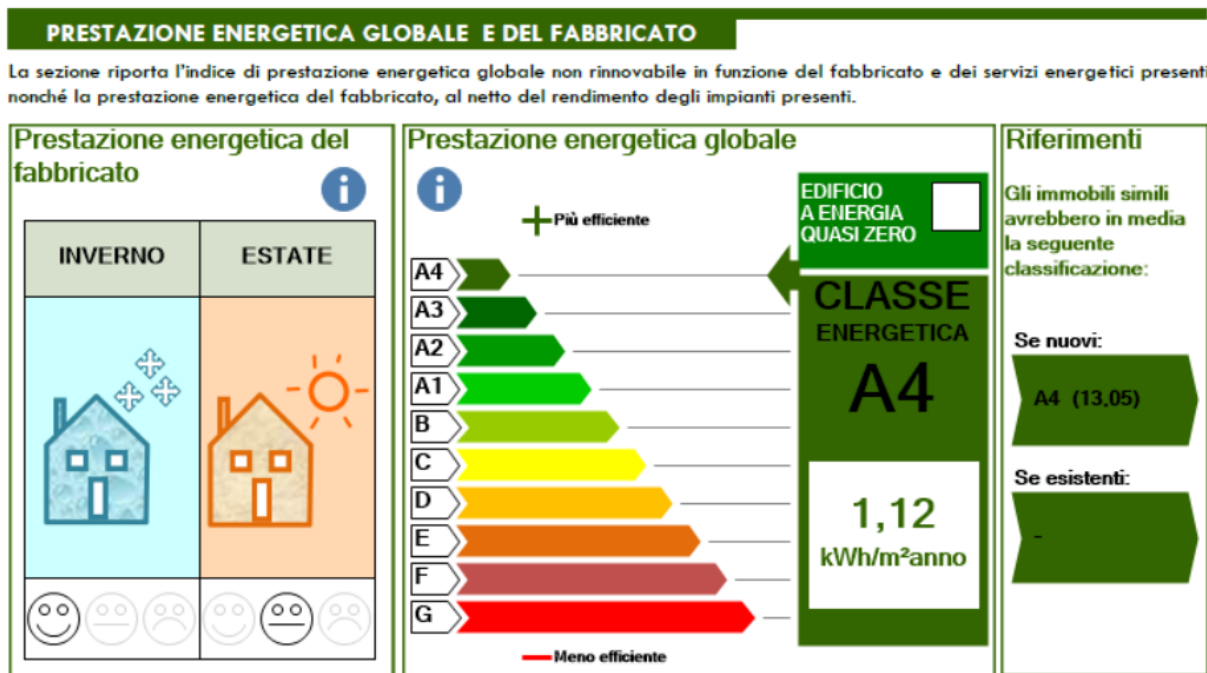 PRESTAZIONE ENERGETICA GLOBALE E DEL FABBRICATO
La sezione riporta l'indice di prestazione energetica globale non rinnovabile in funzione del fabbricato e dei servizi energetici presenti
nonché la prestazione energetica del fabbricato, al netto del rendimento degli impianti presenti.
Prestazione energetica del
fabbricato
i
INVERNO
ESTATE
Prestazione energetica globale
i
+ Più efficiente
A4
A3
A2
A1
B
C
D
E
F
G
Meno efficiente
EDIFICIO
A ENERGIA
QUASI ZERO
CLASSE
ENERGETICA
A4
1,12
kWh/m²anno
Riferimenti
Gli immobili simili
avrebbero in media
la seguente
classificazione:
Se nuovi:
A4 (13,05)
Se esistenti:
-